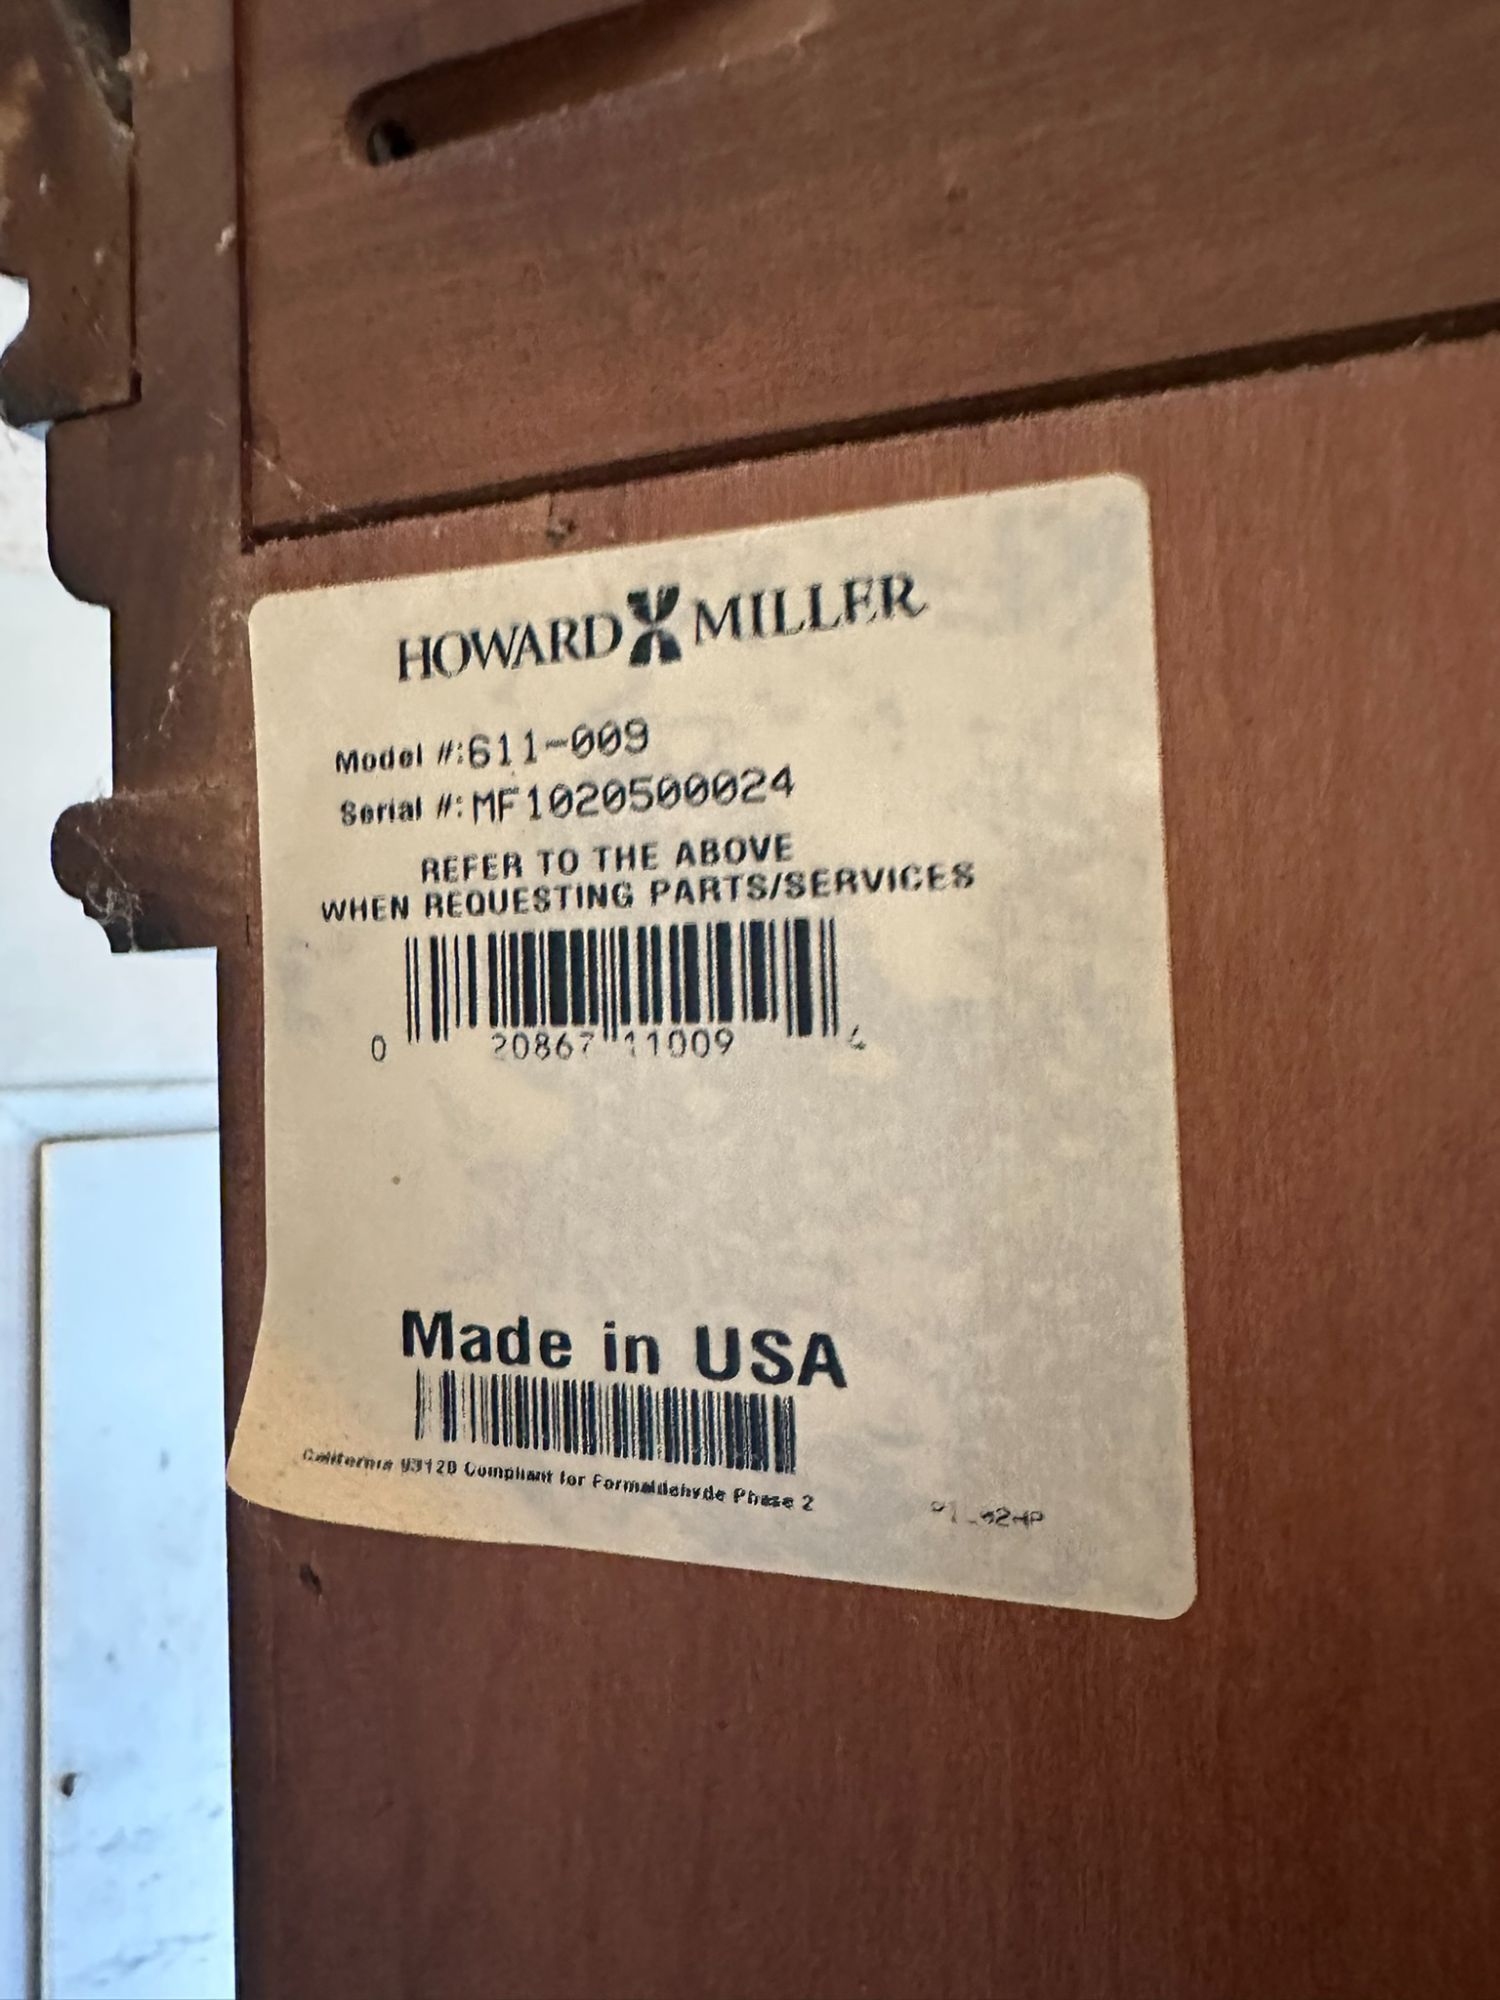 HOWARD MILLER
Model #: 611-009
Serial #: MF1020500024
REFER TO THE ABOVE
WHEN REQUESTING PARTS/SERVICES
0 20867 11009 4
Made in USA
California 93120 Compliant for Formaldehyde Phase 2